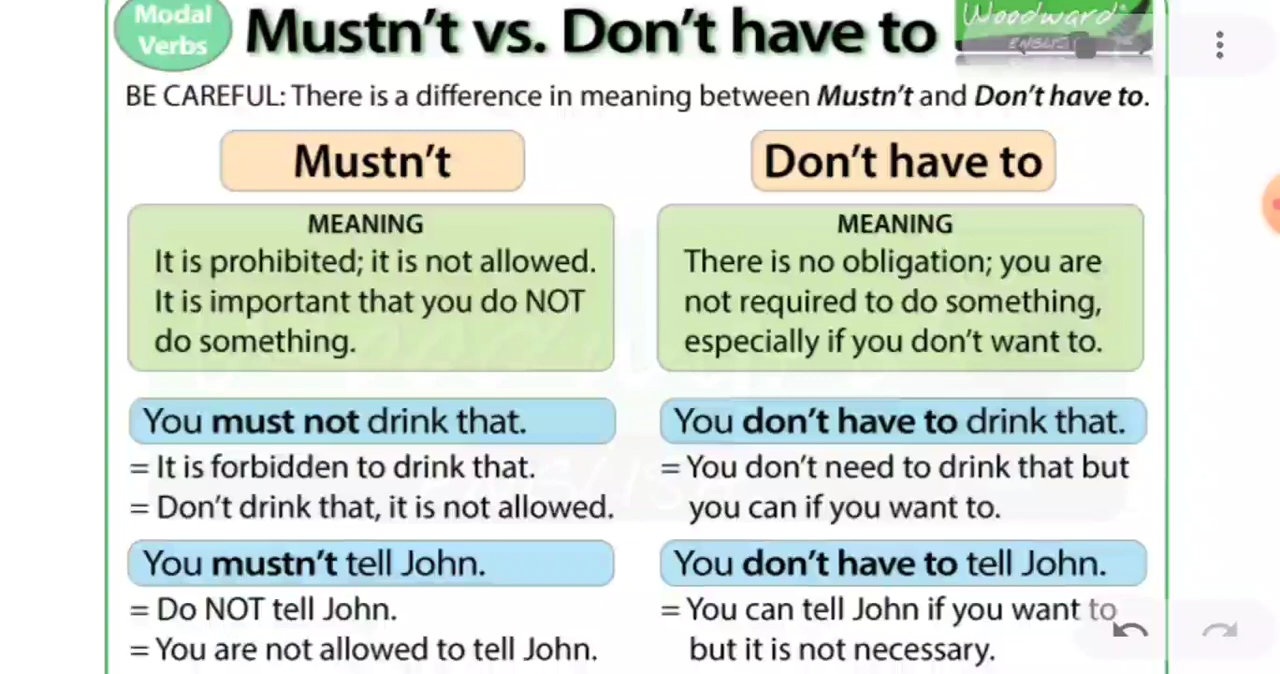 Modal
Verbs
Mustn't vs. Don't have to
Woodward
ENGLISH
BE CAREFUL: There is a difference in meaning between Mustn't and Don't have to.
Mustn't
MEANING
It is prohibited; it is not allowed.
It is important that you do NOT
do something.
You must not drink that.
= It is forbidden to drink that.
= Don't drink that, it is not allowed.
You mustn't tell John.
= Do NOT tell John.
= You are not allowed to tell John.
Don't have to
MEANING
There is no obligation; you are
not required to do something,
especially if you don't want to.
You don't have to drink that.
= You don't need to drink that but
you can if you want to.
You don't have to tell John.
= You can tell John if you want to
but it is not necessary.